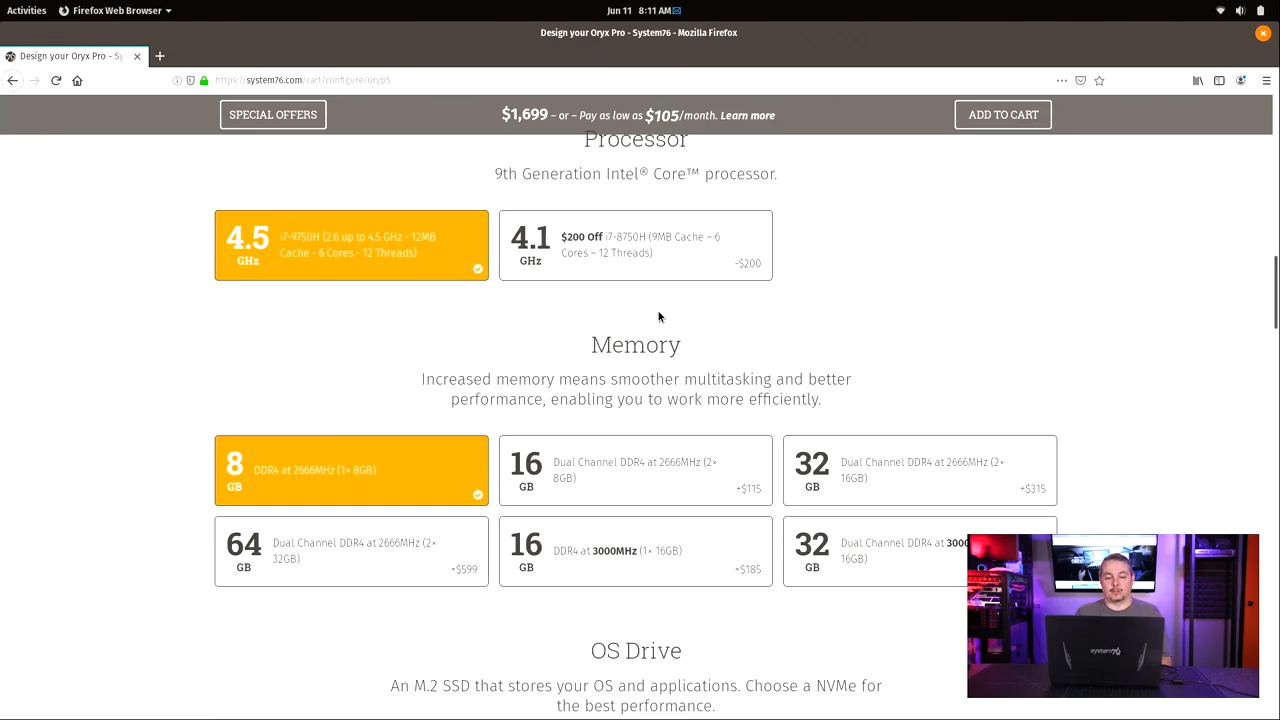 Activities
Firefox Web Browser
Jun 11 8:11 AM
Design your Oryx Pro - System76 - Mozilla Firefox
Design your Oryx Pro - Sy
https://system76.com/cart/configure/oryp5
SPECIAL OFFERS
$1,699 – or – Pay as low as $105/month. Learn more
ADD TO CART
Processor
9th Generation Intel® Core™ processor.
4.5 GHz
i7-9750H (2.6 up to 4.5 GHz - 12MB
Cache - 6 Cores - 12 Threads)
4.1 GHz
$200 Off i7-8750H (9MB Cache – 6
Cores – 12 Threads)
-$200
Memory
Increased memory means smoother multitasking and better
performance, enabling you to work more efficiently.
8 GB
DDR4 at 2666MHz (1× 8GB)
16 GB
Dual Channel DDR4 at 2666MHz (2×
8GB)
+$115
32 GB
Dual Channel DDR4 at 2666MHz (2×
16GB)
+$315
64 GB
Dual Channel DDR4 at 2666MHz (2×
32GB)
+$599
16 GB
DDR4 at 3000MHz (1× 16GB)
+$185
32 GB
Dual Channel DDR4 at 300
16GB)
OS Drive
An M.2 SSD that stores your OS and applications. Choose a NVMe for
the best performance.
system76